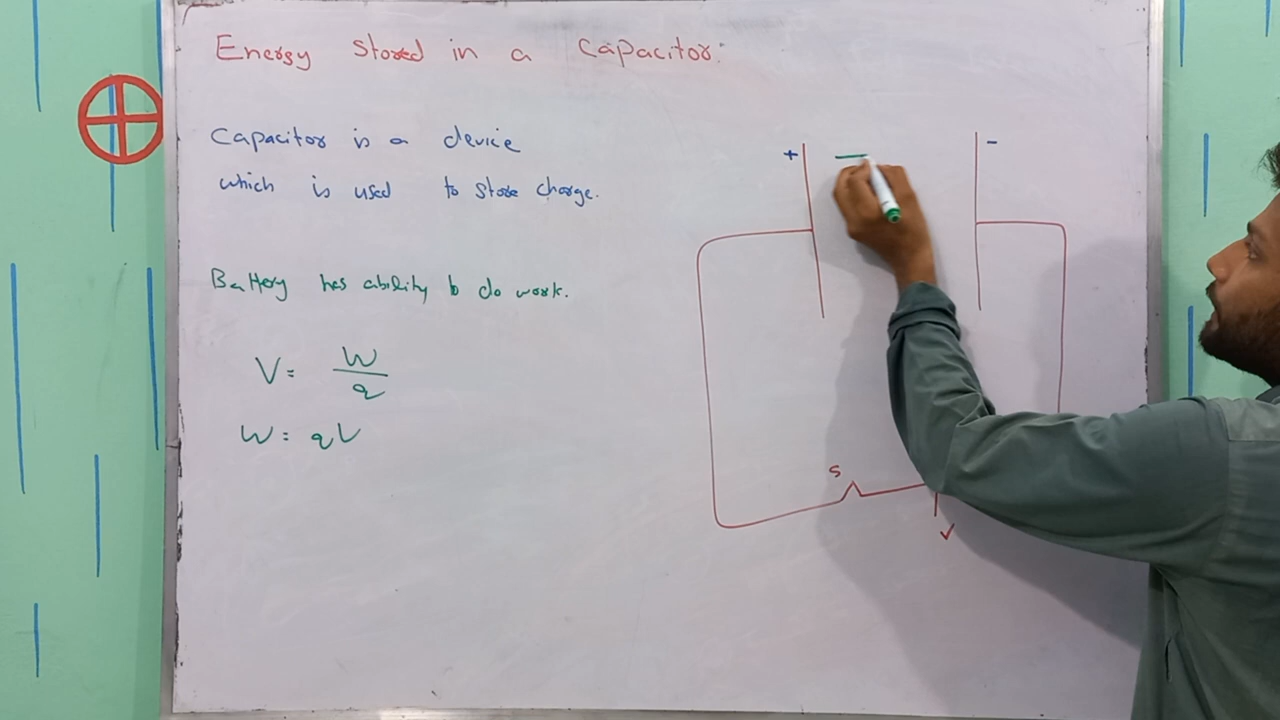 Energy stored in a Capacitor:
Capacitor is a device
which is used to store charge.
Battery has ability to do work.
V = W/q
W = qV
+ -
S
V